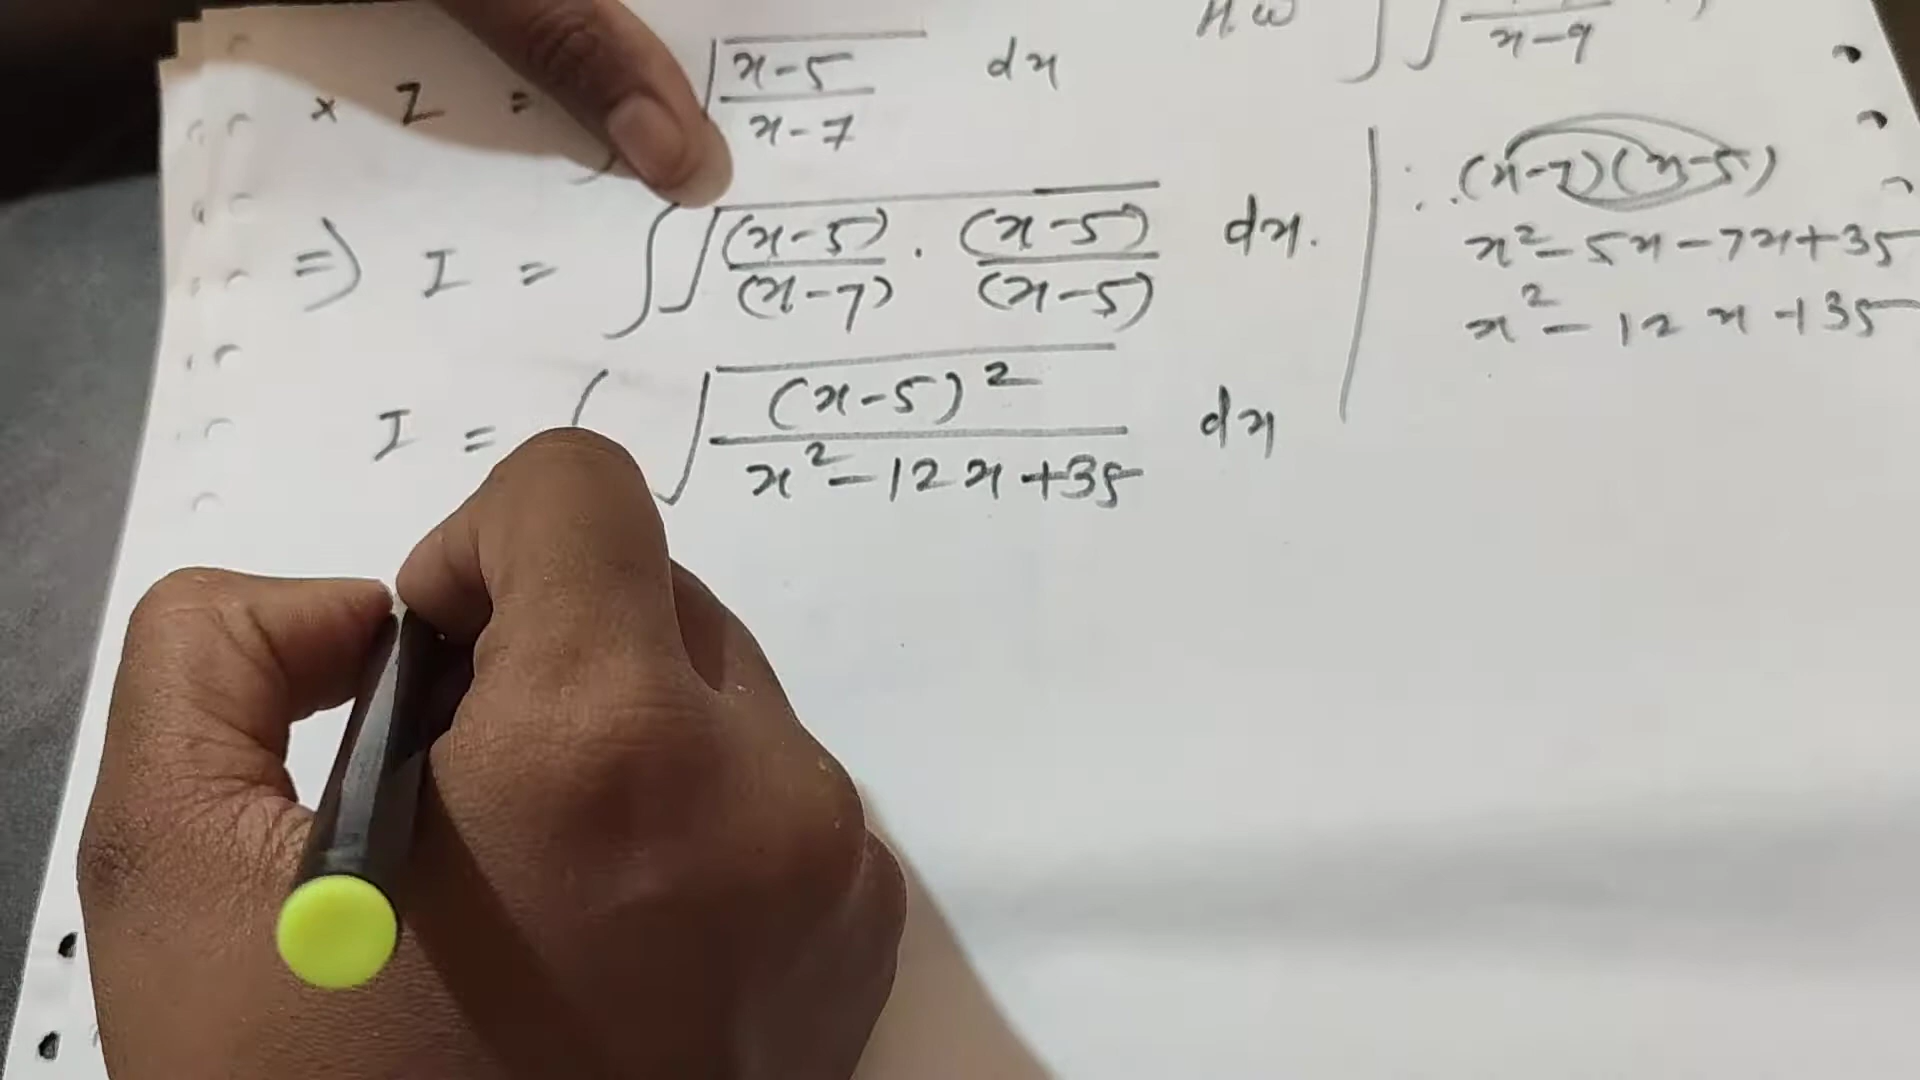 H.W ∫√ x-9
× I = √(x-5)/(x-7) dx
⇒ I = ∫√(x-5)/(x-7) · (x-5)/(x-5) dx.
I = ∫ √(x-5)²/x²-12x+35 dx
∴ (x-7)(x-5)
x²-5x-7x+35
x²-12x+35